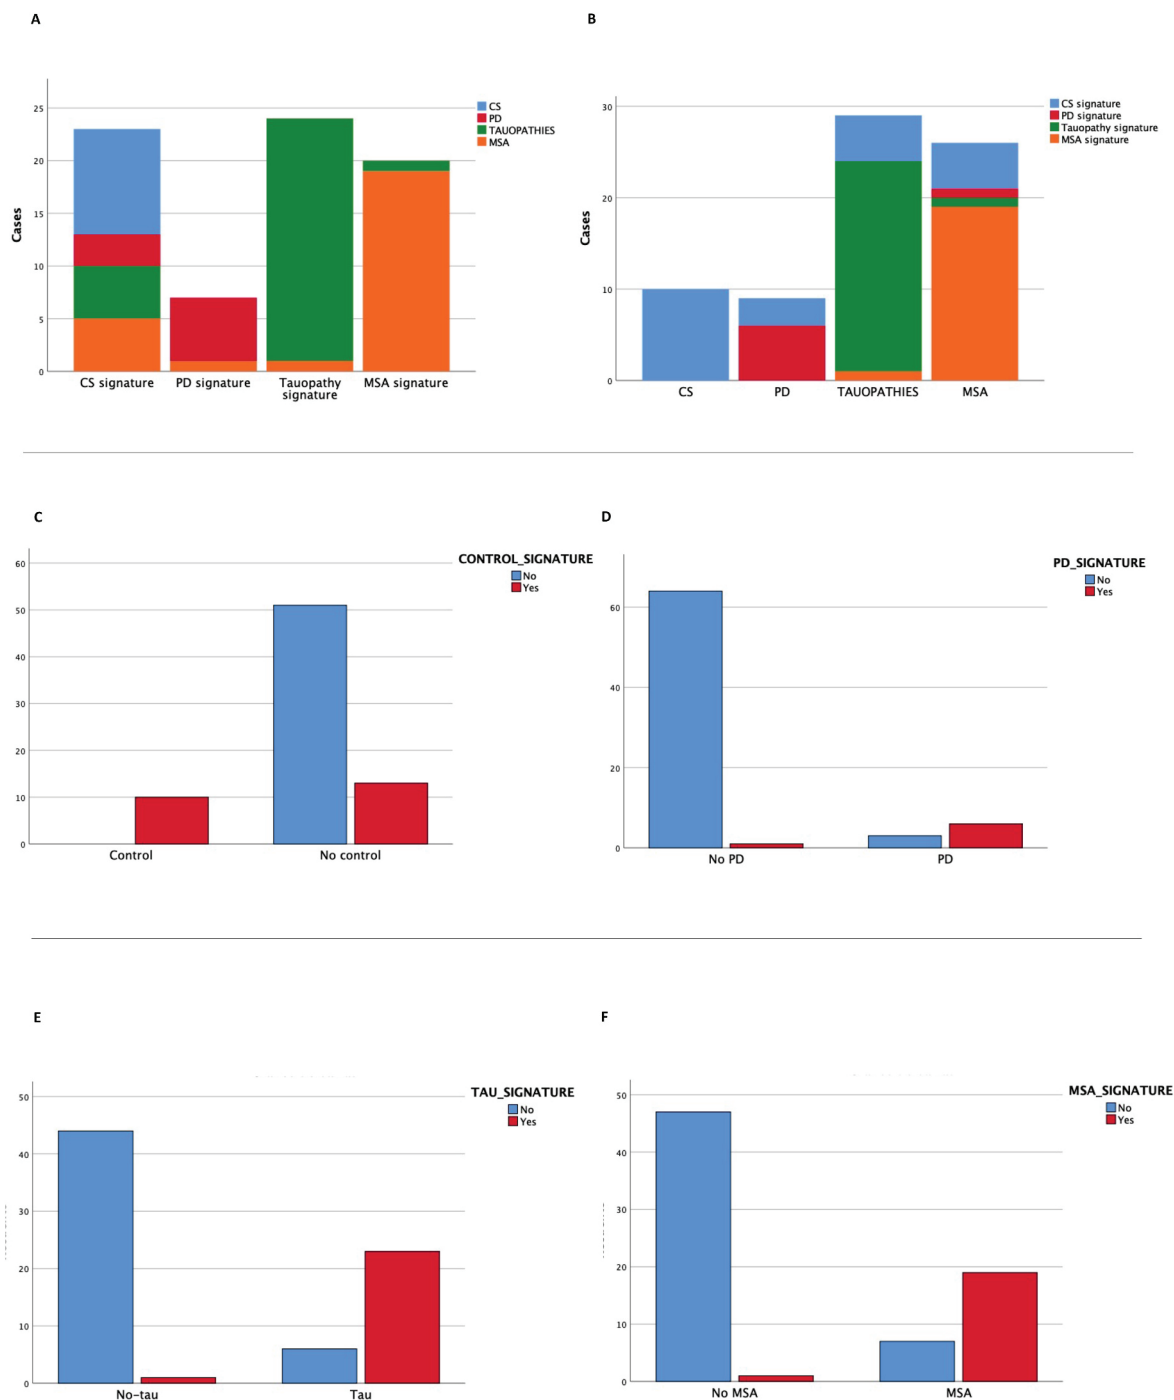 A
B
25
20
15
10
5
0
Cases
CS
PD
TAUOPATHIES
MSA
CS signature
PD signature
Tauopathy
signature
MSA signature
30
20
10
0
Cases
CS signature
PD signature
Tauopathy signature
MSA signature
CS
PD
TAUOPATHIES
MSA
C
D
60
50
40
30
20
10
0
CONTROL_SIGNATURE
No
Yes
Control
No control
60
40
20
0
PD_SIGNATURE
No
Yes
No PD
PD
E
F
50
40
30
20
10
0
TAU_SIGNATURE
No
Yes
No-tau
Tau
50
40
30
20
10
0
MSA_SIGNATURE
No
Yes
No MSA
MSA